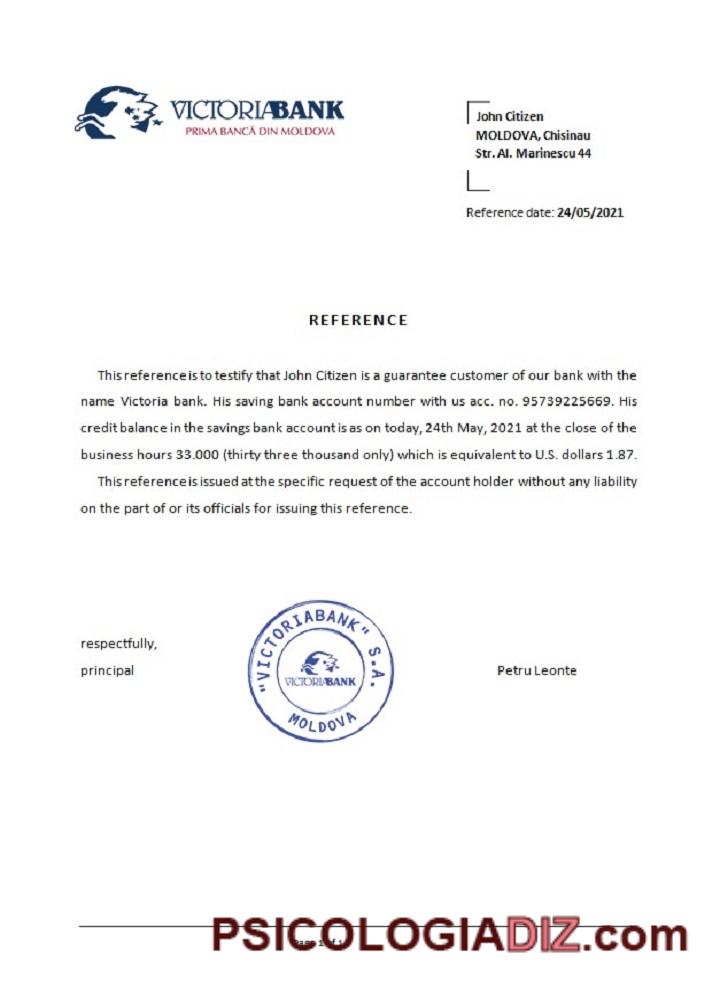 VICTORIABANK
PRIMA BANCĂ DIN MOLDOVA
John Citizen
MOLDOVA, Chisinau
Str. Al. Marinescu 44
Reference date: 24/05/2021
REFERENCE
This reference is to testify that John Citizen is a guarantee customer of our bank with the
name Victoria bank. His saving bank account number with us acc. no. 95739225669. His
credit balance in the savings bank account is as on today, 24th May, 2021 at the close of the
business hours 33.000 (thirty three thousand only) which is equivalent to U.S. dollars 1.87.
This reference is issued at the specific request of the account holder without any liability
on the part of or its officials for issuing this reference.
respectfully,
principal
"VICTORIABANK" S.A.
VICTORIABANK
MOLDOVA
Petru Leonte
Page 1 of 1
PSICOLOGIADIZ.com